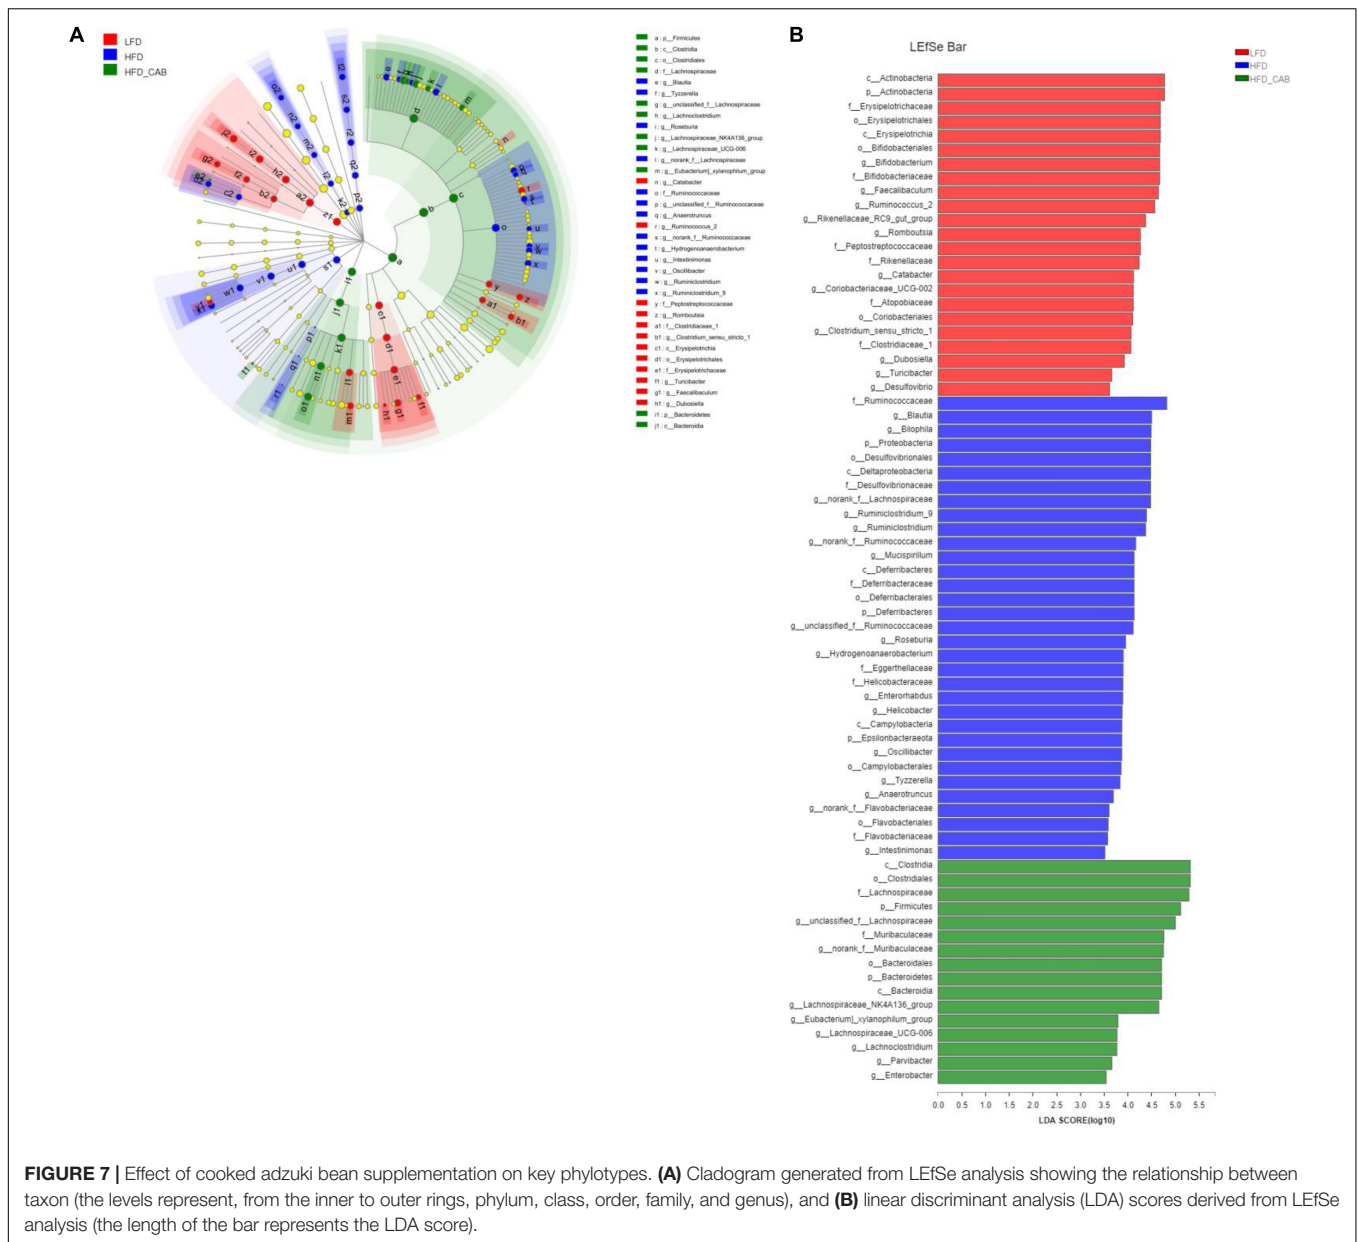 A
LFD
HFD
HFD_CAB
a : p__Firmicutes
b : c__Clostridia
c : o__Clostridiales
d : f__Lachnospiraceae
e : g__Blautia
f : g__Tyzzerella
g : g__unclassified_f__Lachnospiraceae
h : g__Lachnoclostridium
i : g__Roseburia
j : g__Lachnospiraceae_NK4A136_group
k : g__Lachnospiraceae_UCG-006
l : g__norank_f__Lachnospiraceae
m : g__Eubacterium]_xylanophilum_group
n : g__Catabacter
o : f__Ruminococcaceae
p : g__unclassified_f__Ruminococcaceae
q : g__Anaerotruncus
r : g__Ruminococcus_2
s : g__norank_f__Ruminococcaceae
t : g__Hydrogenoanaerobacterium
u : g__Intestinimonas
v : g__Oscillibacter
w : g__Ruminiclostridium
x : g__Ruminiclostridium_9
y : f__Peptostreptococcaceae
z : g__Romboutsia
a1 : f__Clostridiaceae_1
b1 : g__Clostridium_sensu_stricto_1
c1 : c__Erysipelotrichia
d1 : o__Erysipelotrichales
e1 : f__Erysipelotrichaceae
f1 : g__Turicibacter
g1 : g__Faecalibaculum
h1 : g__Dubosiella
i1 : p__Bacteroidetes
j1 : c__Bacteroidia
B
LEfSe Bar
LFD
HFD
HFD_CAB
c__Actinobacteria
p__Actinobacteria
f__Erysipelotrichaceae
o__Erysipelotrichales
c__Erysipelotrichia
o__Bifidobacteriales
g__Bifidobacterium
f__Bifidobacteriaceae
g__Faecalibaculum
g__Ruminococcus_2
g__Rikenellaceae_RC9_gut_group
g__Romboutsia
f__Peptostreptococcaceae
f__Rikenellaceae
g__Catabacter
g__Coriobacteriaceae_UCG-002
f__Atopobiaceae
o__Coriobacteriales
g__Clostridium_sensu_stricto_1
f__Clostridiaceae_1
g__Dubosiella
g__Turicibacter
g__Desulfovibrio
f__Ruminococcaceae
g__Blautia
g__Bilophila
p__Proteobacteria
o__Desulfovibrionales
c__Deltaproteobacteria
f__Desulfovibrionaceae
g__norank_f__Lachnospiraceae
g__Ruminiclostridium_9
g__Ruminiclostridium
g__norank_f__Ruminococcaceae
g__Mucispirillum
c__Deferribacteres
f__Deferribacteraceae
o__Deferribacterales
p__Deferribacteres
g__unclassified_f__Ruminococcaceae
g__Roseburia
g__Hydrogenoanaerobacterium
f__Eggerthellaceae
f__Helicobacteraceae
g__Enterorhabdus
g__Helicobacter
c__Campylobacteria
p__Epsilonbacteraeota
g__Oscillibacter
o__Campylobacterales
g__Tyzzerella
g__Anaerotruncus
g__norank_f__Flavobacteriaceae
o__Flavobacteriales
f__Flavobacteriaceae
g__Intestinimonas
c__Clostridia
o__Clostridiales
f__Lachnospiraceae
p__Firmicutes
g__unclassified_f__Lachnospiraceae
f__Muribaculaceae
g__norank_f__Muribaculaceae
o__Bacteroidales
p__Bacteroidetes
c__Bacteroidia
g__Lachnospiraceae_NK4A136_group
g__Eubacterium]_xylanophilum_group
g__Lachnospiraceae_UCG-006
g__Lachnoclostridium
g__Parvibacter
g__Enterobacter
0.0 0.5 1.0 1.5 2.0 2.5 3.0 3.5 4.0 4.5 5.0 5.5
LDA SCORE(log10)
FIGURE 7 | Effect of cooked adzuki bean supplementation on key phylotypes. (A) Cladogram generated from LEfSe analysis showing the relationship between
taxon (the levels represent, from the inner to outer rings, phylum, class, order, family, and genus), and (B) linear discriminant analysis (LDA) scores derived from LEfSe
analysis (the length of the bar represents the LDA score).